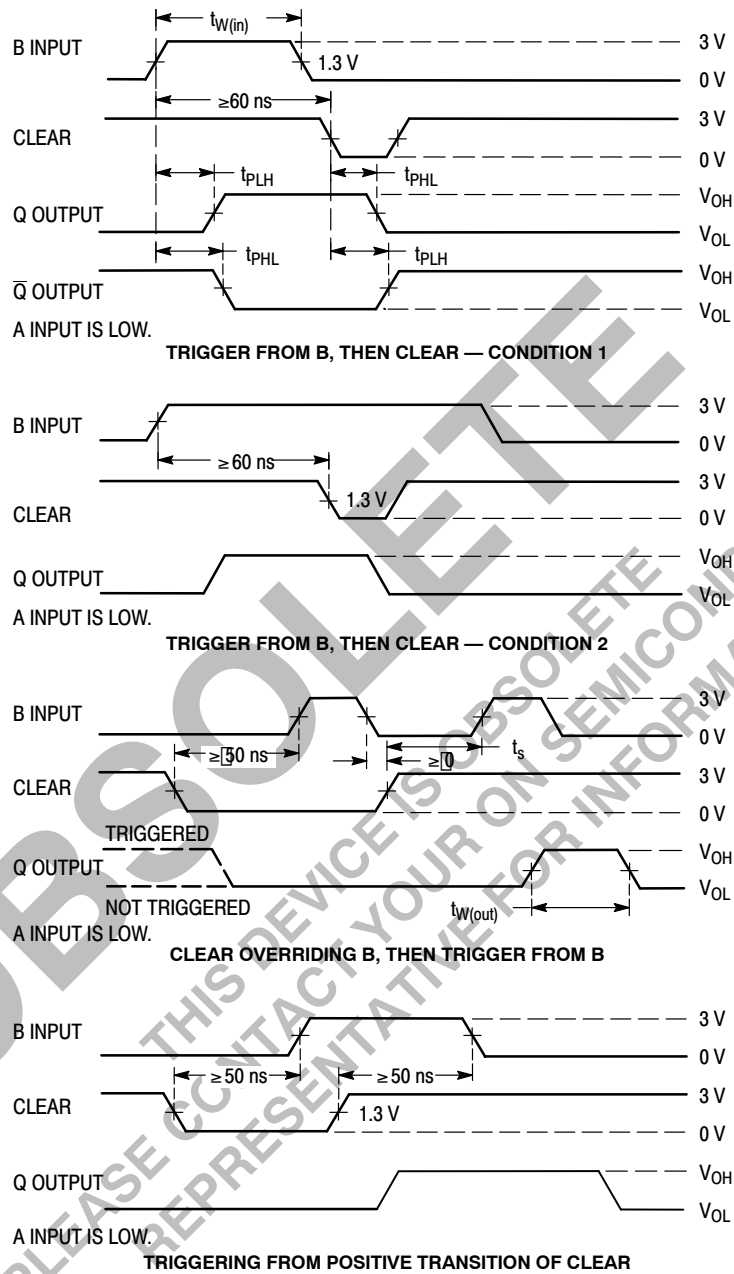 tW(in)
B INPUT
3 V
1.3 V
0 V
≥60 ns
3 V
CLEAR
0 V
tPLH
tPHL
VOH
Q OUTPUT
VOL
tPHL
tPLH
VOH
Q̅ OUTPUT
VOL
A INPUT IS LOW.
TRIGGER FROM B, THEN CLEAR — CONDITION 1
3 V
B INPUT
0 V
≥ 60 ns
3 V
1.3 V
CLEAR
0 V
VOH
Q OUTPUT
VOL
A INPUT IS LOW.
TRIGGER FROM B, THEN CLEAR — CONDITION 2
3 V
B INPUT
0 V
≥ 50 ns
≥ 0
ts
3 V
CLEAR
0 V
TRIGGERED
VOH
Q OUTPUT
VOL
NOT TRIGGERED
tW(out)
A INPUT IS LOW.
CLEAR OVERRIDING B, THEN TRIGGER FROM B
3 V
B INPUT
0 V
≥ 50 ns
≥ 50 ns
3 V
CLEAR
1.3 V
0 V
VOH
Q OUTPUT
VOL
A INPUT IS LOW.
TRIGGERING FROM POSITIVE TRANSITION OF CLEAR
OBSOLETE
THIS DEVICE IS OBSOLETE
PLEASE CONTACT YOUR ON
REPRESENTATIVE FOR